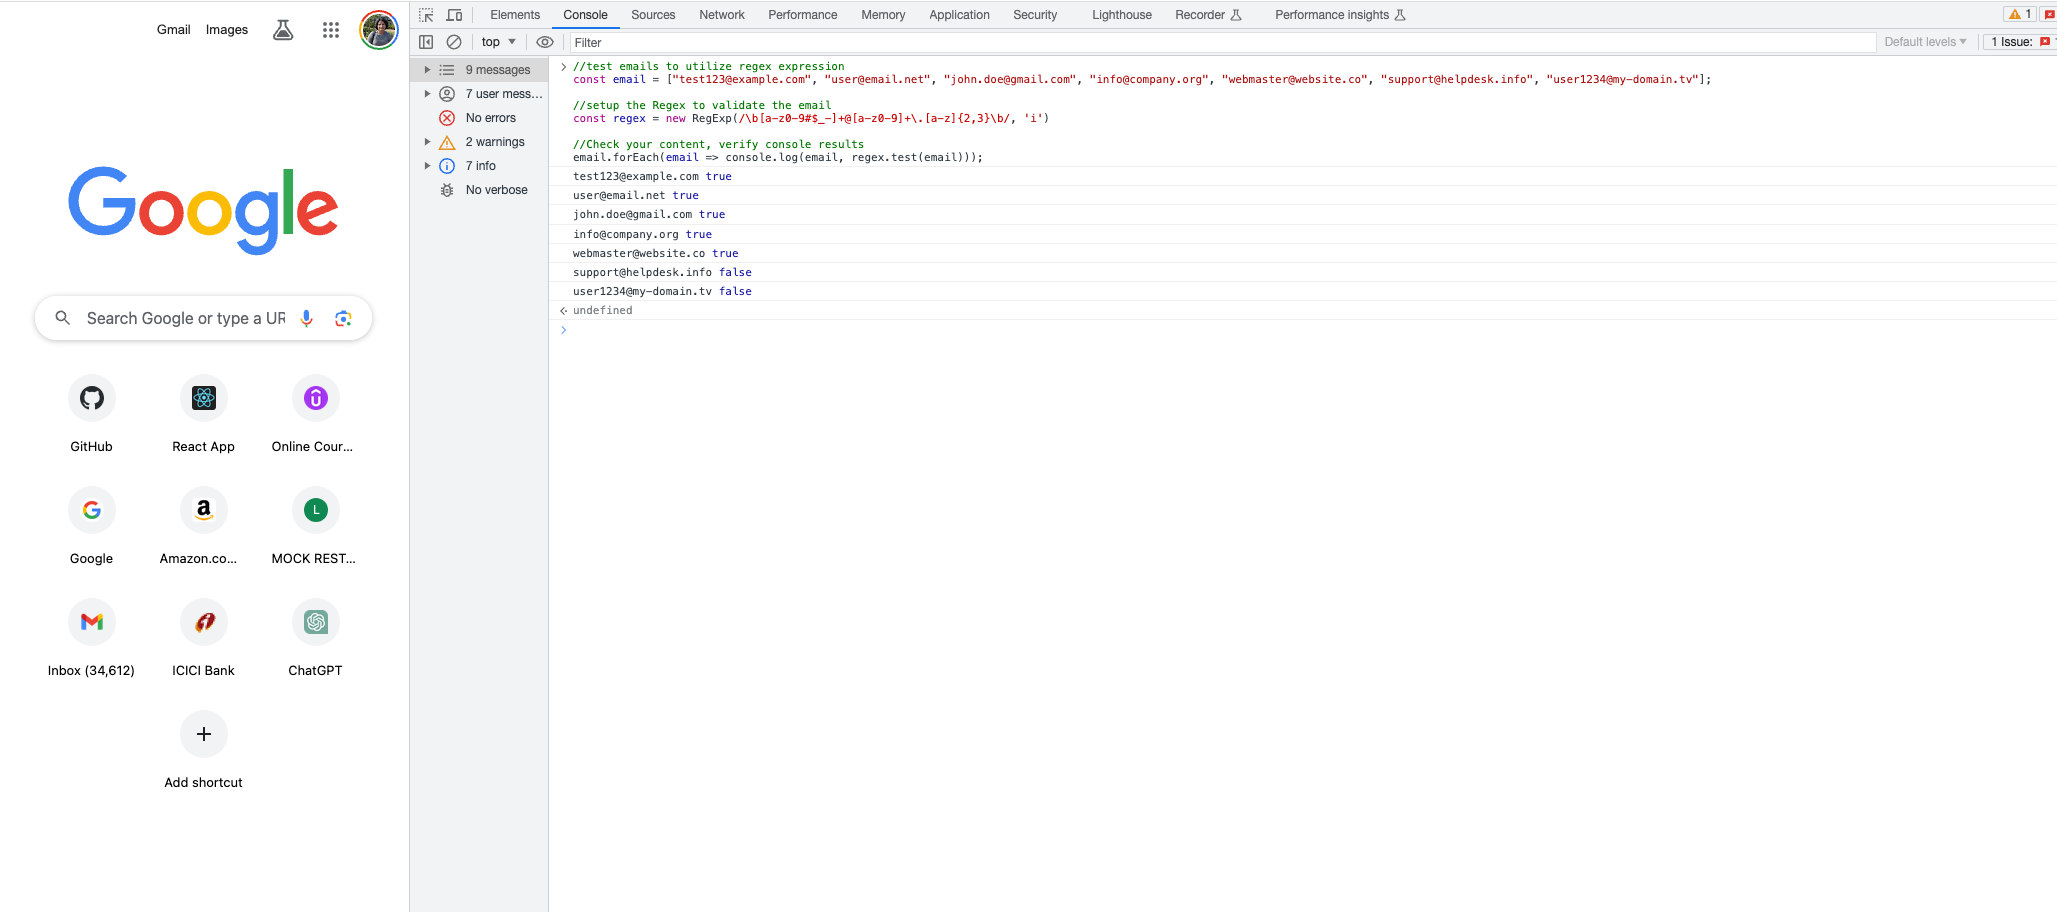 Gmail Images
Google
Search Google or type a UR
GitHub
React App
Online Cour...
Google
Amazon.co...
L
MOCK REST...
Inbox (34,612)
ICICI Bank
ChatGPT
Add shortcut
Elements Console Sources Network Performance Memory Application Security Lighthouse Recorder Performance insights 1
top Filter Default levels 1 Issue: 1
9 messages
7 user mess...
No errors
2 warnings
7 info
No verbose
//test emails to utilize regex expression
const email = ["test123@example.com", "user@email.net", "john.doe@gmail.com", "info@company.org", "webmaster@website.co", "support@helpdesk.info", "user1234@my-domain.tv"];
//setup the Regex to validate the email
const regex = new RegExp(/\b[a-z0-9#$_-]+@[a-z0-9]+\.[a-z]{2,3}\b/, 'i')
//Check your content, verify console results
email.forEach(email => console.log(email, regex.test(email)));
test123@example.com true
user@email.net true
john.doe@gmail.com true
info@company.org true
webmaster@website.co true
support@helpdesk.info false
user1234@my-domain.tv false
undefined